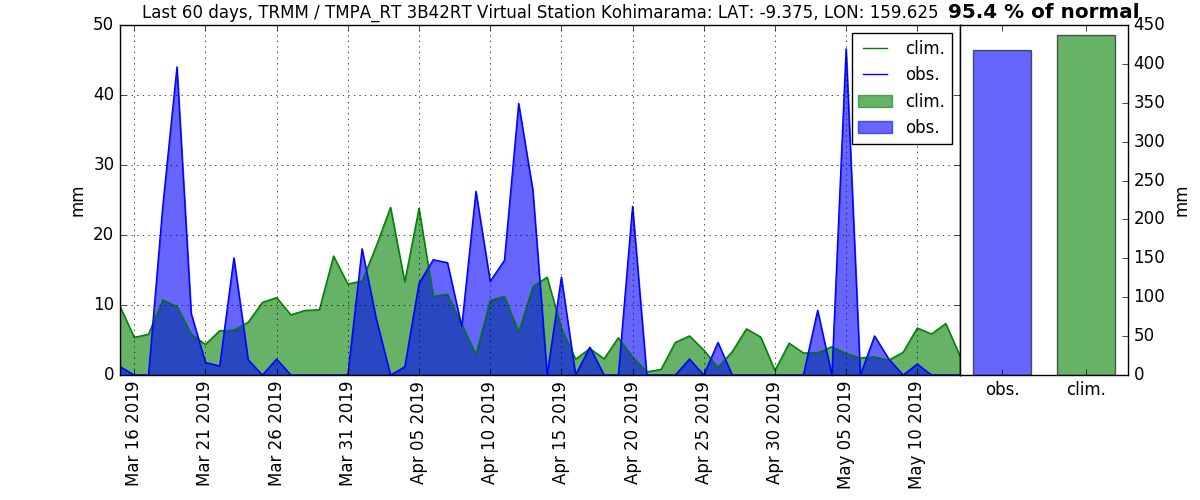 Last 60 days, TRMM / TMPA_RT 3B42RT Virtual Station Kohimarama: LAT: -9.375, LON: 159.625
95.4 % of normal
50
40
30
20
10
0
mm
clim.
obs.
clim.
obs.
450
400
350
300
250
200
150
100
50
0
mm
Mar 16 2019
Mar 21 2019
Mar 26 2019
Mar 31 2019
Apr 05 2019
Apr 10 2019
Apr 15 2019
Apr 20 2019
Apr 25 2019
Apr 30 2019
May 05 2019
May 10 2019
obs.
clim.